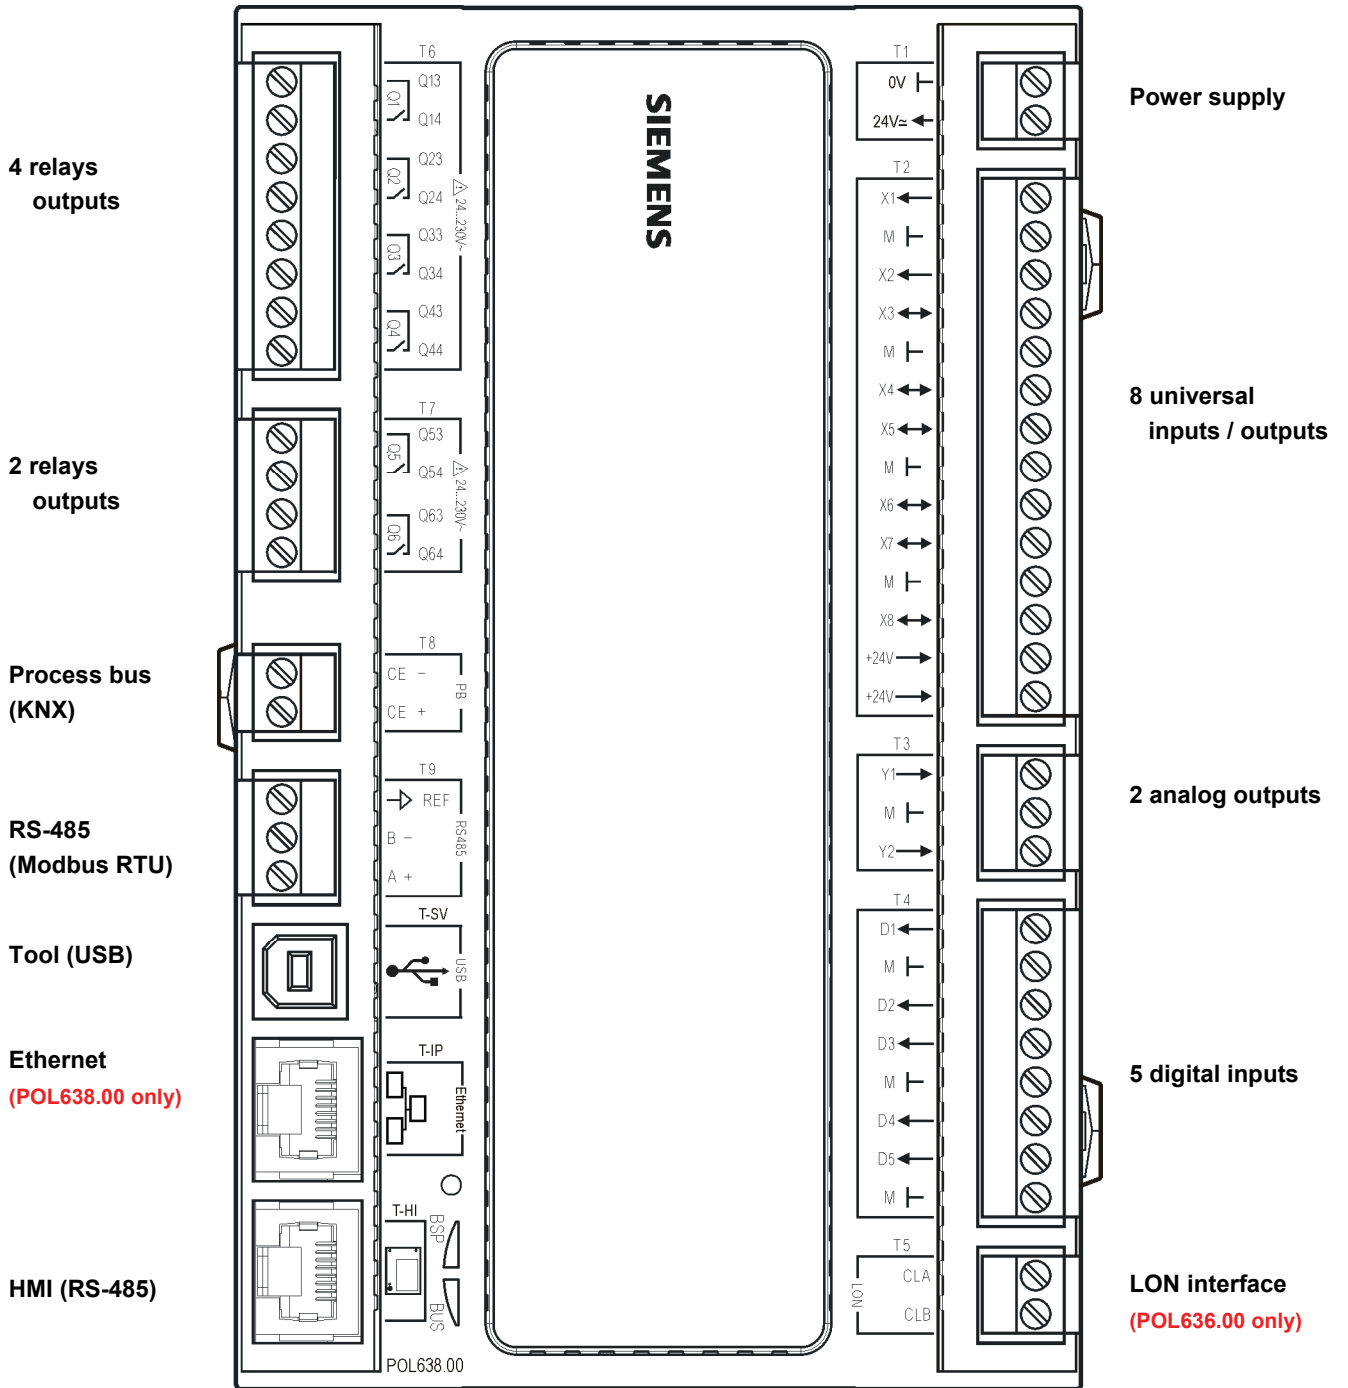 4 relays
outputs
2 relays
outputs
Process bus
(KNX)
RS-485
(Modbus RTU)
Tool (USB)
Ethernet
(POL638.00 only)
HMI (RS-485)
T6
Q13
Q1
Q14
Q23
Q2
Q24
Q33
Q3
Q34
Q43
Q4
Q44
24...230V~
T7
Q53
Q5
Q54
Q63
Q6
Q64
24...230V~
T8
CE -
CE +
PB
T9
REF
B -
A +
RS485
T-SV
USB
T-IP
Ethernet
T-HI
BSP
BUS
POL638.00
SIEMENS
T1
0V
24V≃
T2
X1
M
X2
X3
M
X4
X5
M
X6
X7
M
X8
+24V
+24V
T3
Y1
M
Y2
T4
D1
M
D2
D3
M
D4
D5
M
T5
CLA
CLB
LON
Power supply
8 universal
inputs / outputs
2 analog outputs
5 digital inputs
LON interface
(POL636.00 only)